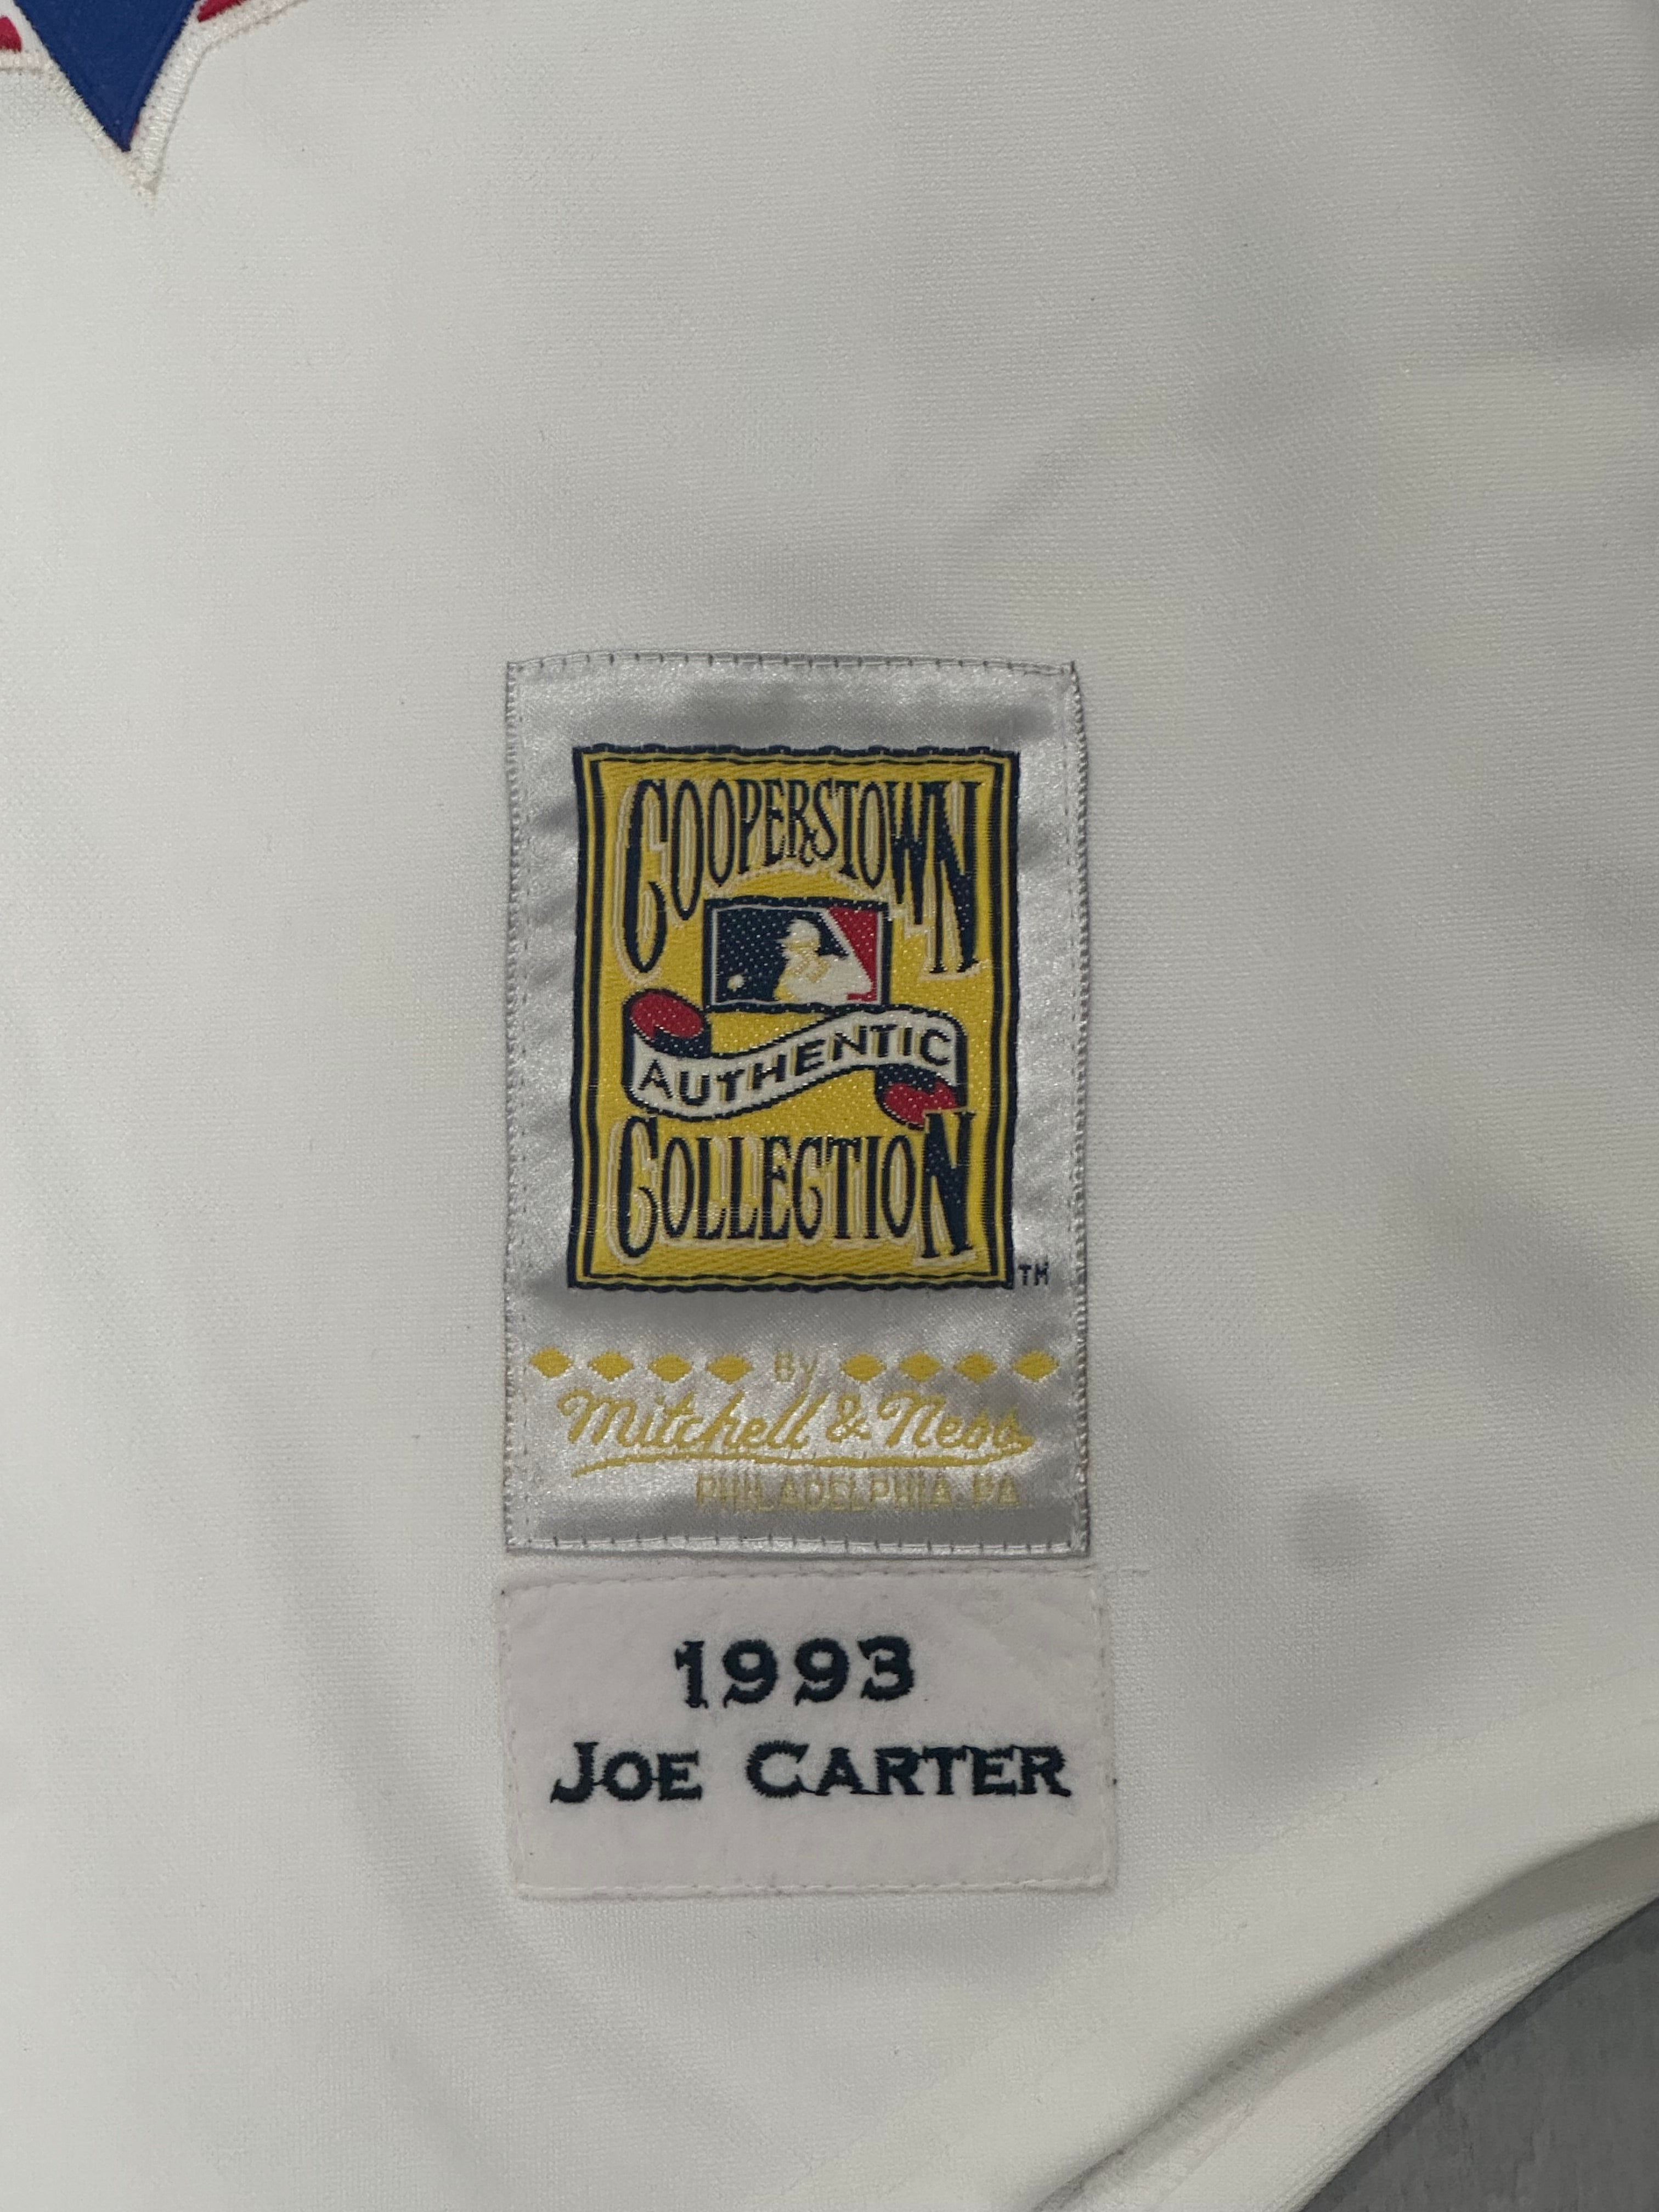 COOPERSTOWN
AUTHENTIC
COLLECTION
TM
By
Mitchell & Ness
PHILADELPHIA, PA
1993
JOE CARTER